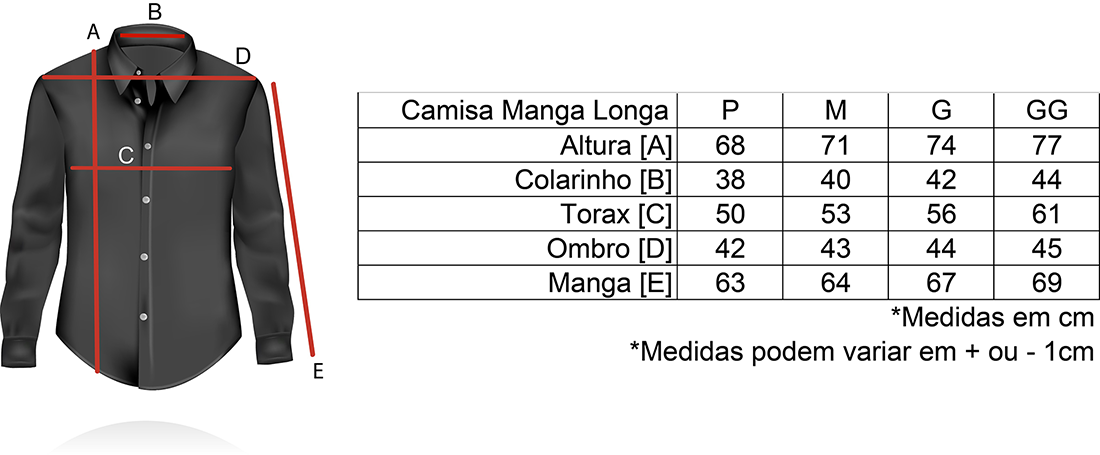 A
B
D
C
E
Camisa Manga Longa P M G GG
Altura [A] 68 71 74 77
Colarinho [B] 38 40 42 44
Torax [C] 50 53 56 61
Ombro [D] 42 43 44 45
Manga [E] 63 64 67 69
*Medidas em cm
*Medidas podem variar em + ou - 1cm